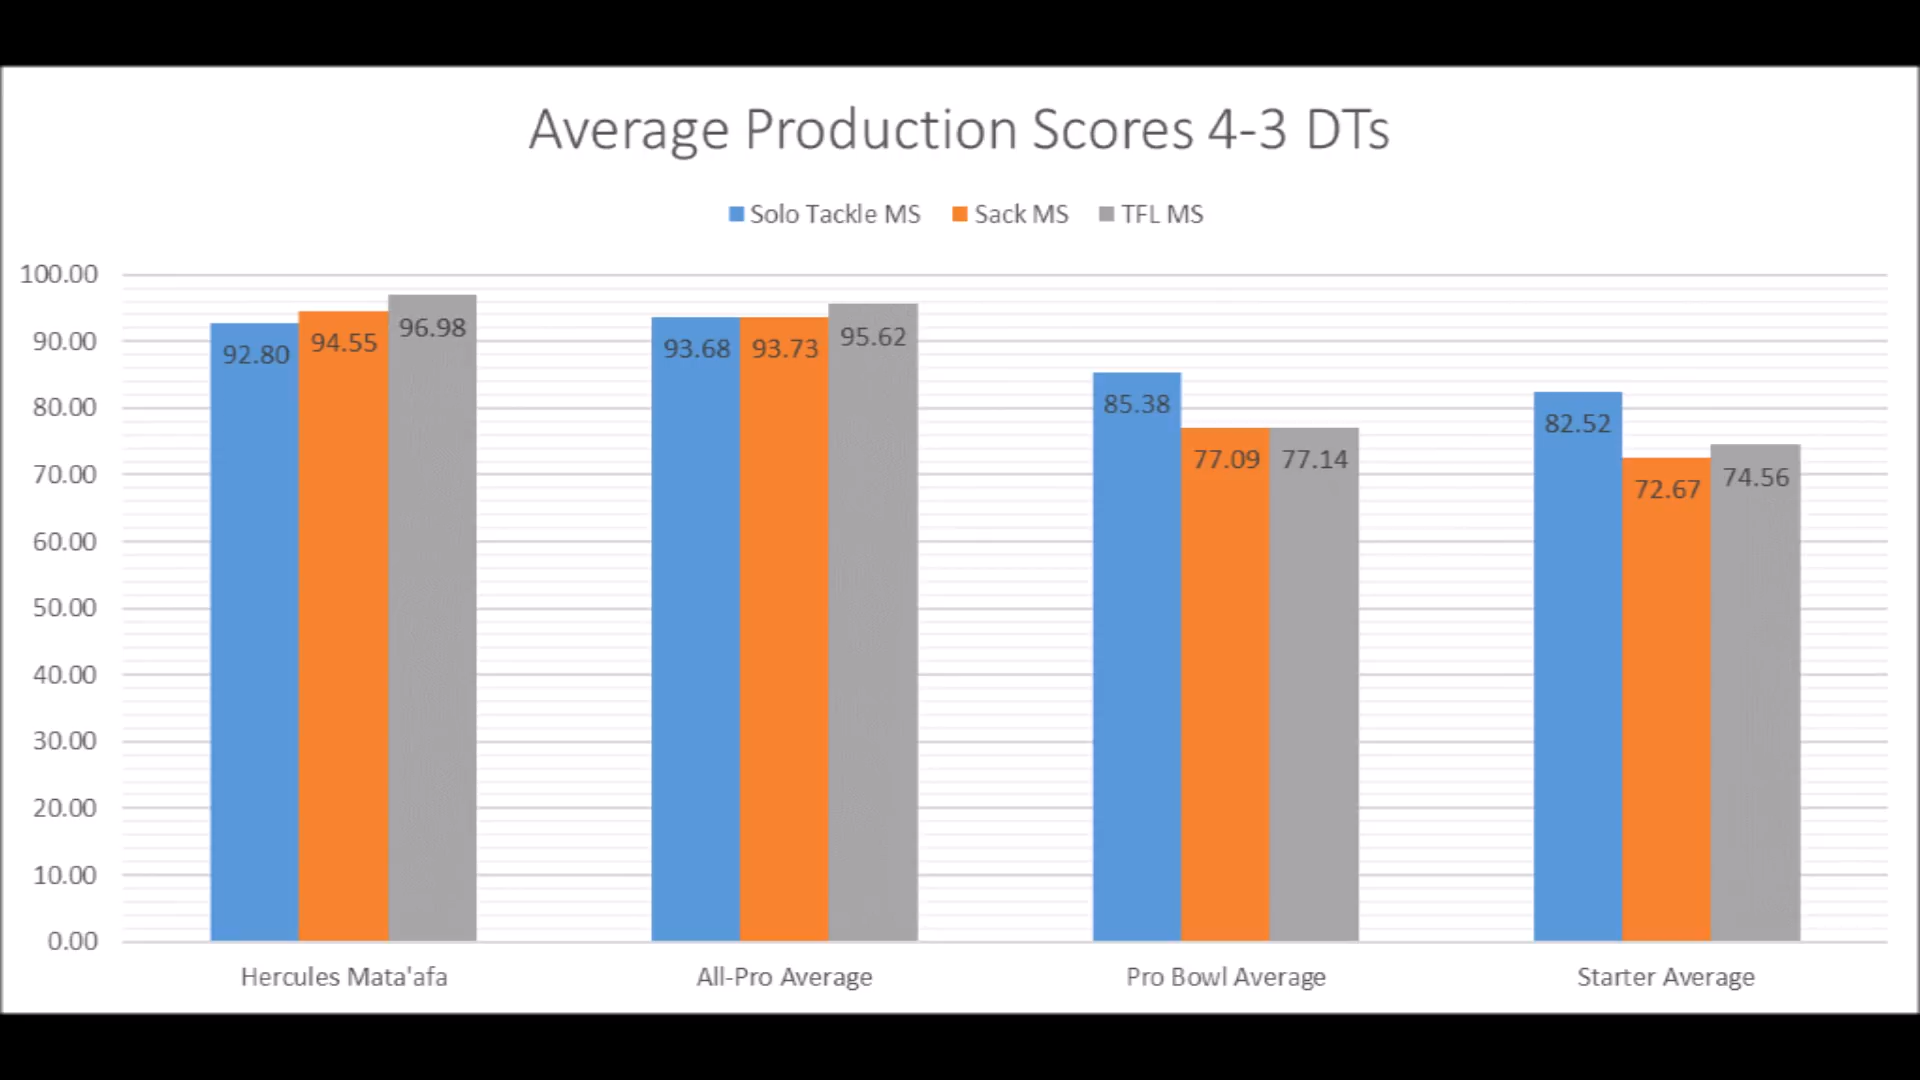 Average Production Scores 4-3 DTs
Solo Tackle MS Sack MS TFL MS
100.00
90.00
80.00
70.00
60.00
50.00
40.00
30.00
20.00
10.00
0.00
92.80 94.55 96.98
93.68 93.73 95.62
85.38 77.09 77.14
82.52 72.67 74.56
Hercules Mata'afa All-Pro Average Pro Bowl Average Starter Average